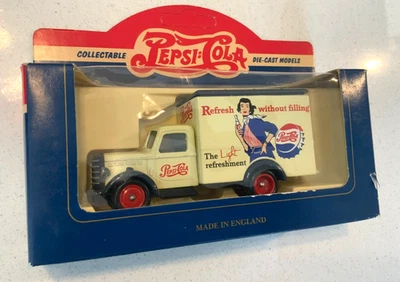 COLLECTABLE
PEPSI-COLA
DIE-CAST MODELS
Refresh without filling
The Light
refreshment
Pepsi-Cola
Pepsi-Cola
MADE IN ENGLAND